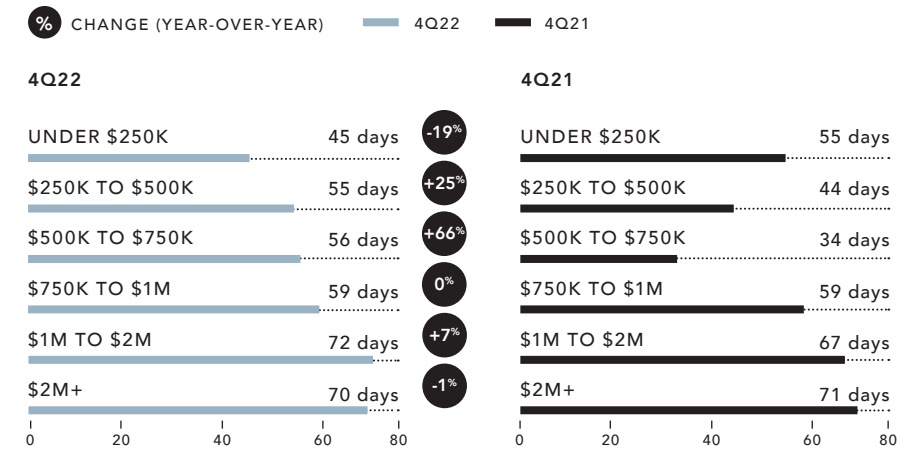 % CHANGE (YEAR-OVER-YEAR) 4Q22 4Q21
4Q22
UNDER $250K 45 days
$250K TO $500K 55 days
$500K TO $750K 56 days
$750K TO $1M 59 days
$1M TO $2M 72 days
$2M+ 70 days
0 20 40 60 80
-19%
+25%
+66%
0%
+7%
-1%
4Q21
UNDER $250K 55 days
$250K TO $500K 44 days
$500K TO $750K 34 days
$750K TO $1M 59 days
$1M TO $2M 67 days
$2M+ 71 days
0 20 40 60 80